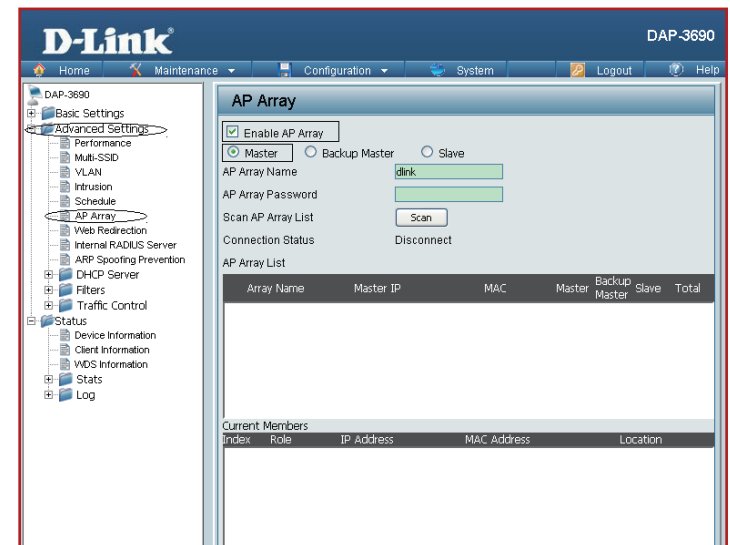 D-Link®
DAP-3690
Home Maintenance Configuration System Logout Help
DAP-3690
Basic Settings
Advanced Settings
Performance
Multi-SSID
VLAN
Intrusion
Schedule
AP Array
Web Redirection
Internal RADIUS Server
ARP Spoofing Prevention
DHCP Server
Filters
Traffic Control
Status
Device Information
Client Information
WDS Information
Stats
Log
AP Array
Enable AP Array
Master Backup Master Slave
AP Array Name dlink
AP Array Password
Scan AP Array List Scan
Connection Status Disconnect
AP Array List
Array Name Master IP MAC Master Backup Master Slave Total
Current Members
Index Role IP Address MAC Address Location